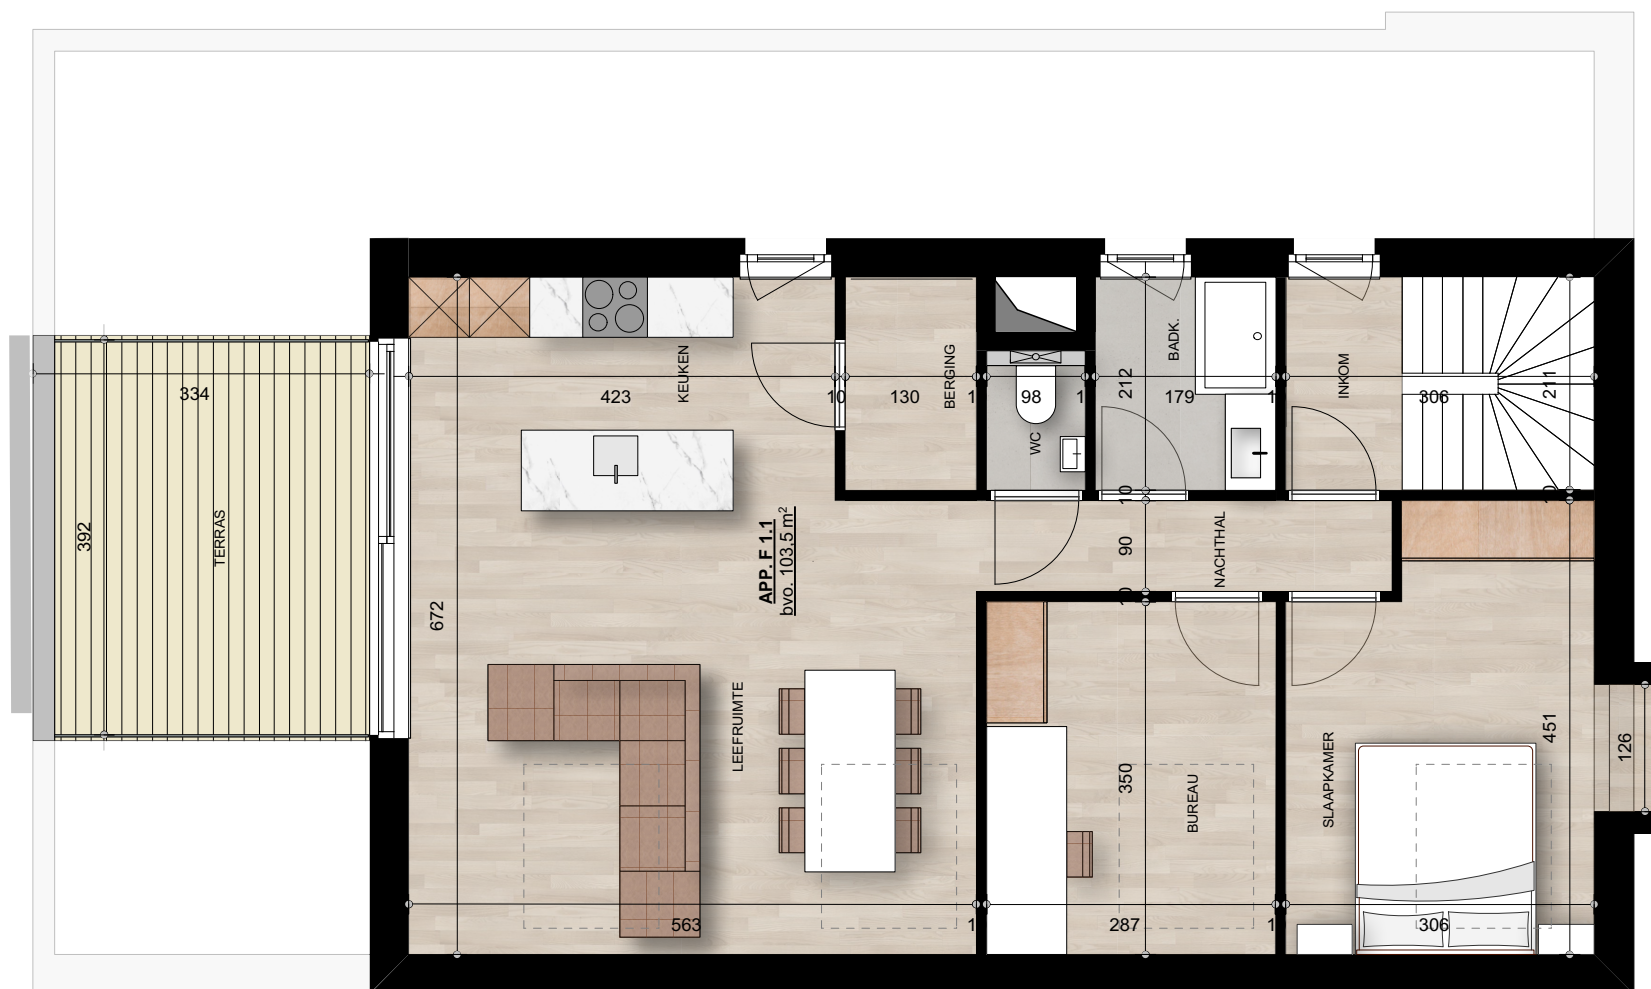 334
TERRAS
392
423
KEUKEN
10
130
BERGING
1
98
WC
1
BADK.
212
179
1
INKOM
306
211
10
10
APP. F 1.1
bvo. 103,5 m²
90
NACHTHAL
672
LEEFRUIMTE
563
1
350
BUREAU
287
1
SLAAPKAMER
451
306
126